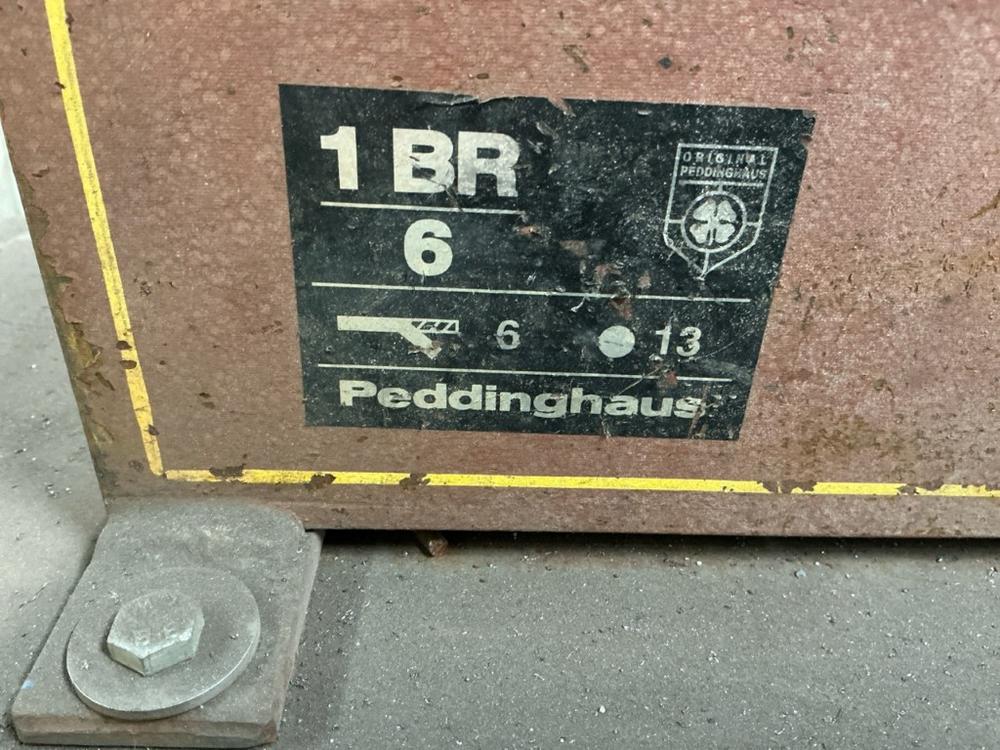 1 BR
ORIGINAL
PEDDINGHAUS
6
6 13
Peddinghaus